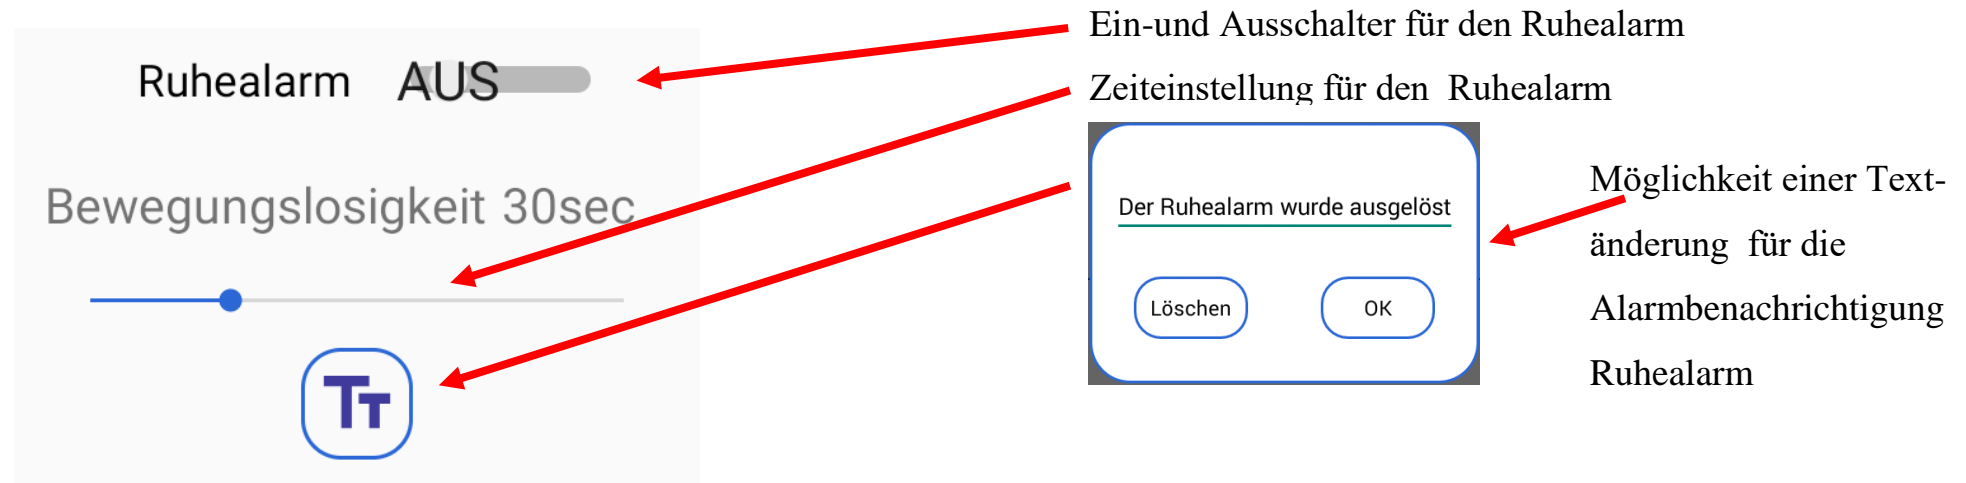 Ruhealarm AUS
Bewegungslosigkeit 30sec
TT
Ein-und Ausschalter für den Ruhealarm
Zeiteinstellung für den Ruhealarm
Der Ruhealarm wurde ausgelöst
Löschen OK
Möglichkeit einer Text-
änderung für die
Alarmbenachrichtigung
Ruhealarm